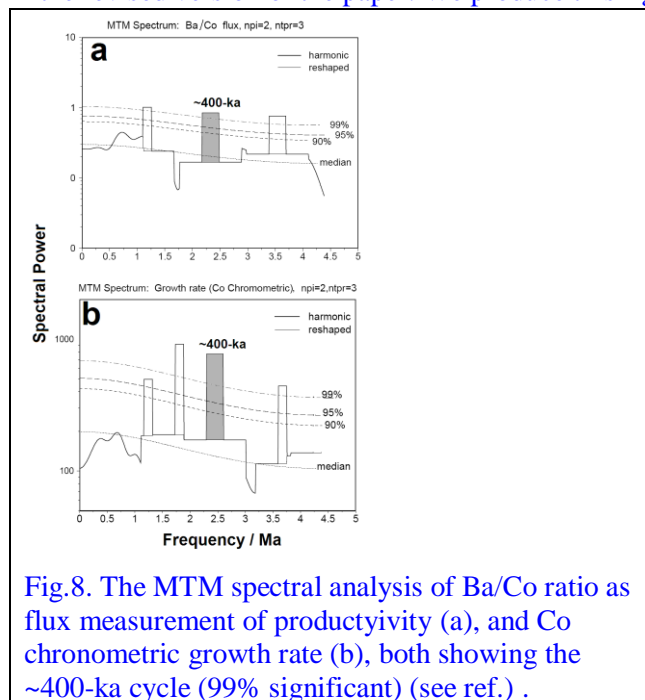 MTM Spectrum: Ba/Co flux, npi=2, ntpr=3
10
a
harmonic
reshaped
~400-ka
1
99%
95%
90%
0
median
0
0 0.5 1 1.5 2 2.5 3 3.5 4 4.5 5
Spectral Power
MTM Spectrum: Growth rate (Co Chromometric), npi=2,ntpr=3
b
harmonic
reshaped
~400-ka
1000
99%
95%
90%
median
100
0 0.5 1 1.5 2 2.5 3 3.5 4 4.5 5
Frequency / Ma
Fig.8. The MTM spectral analysis of Ba/Co ratio as
flux measurement of productyivity (a), and Co
chronometric growth rate (b), both showing the
~400-ka cycle (99% significant) (see ref.) .